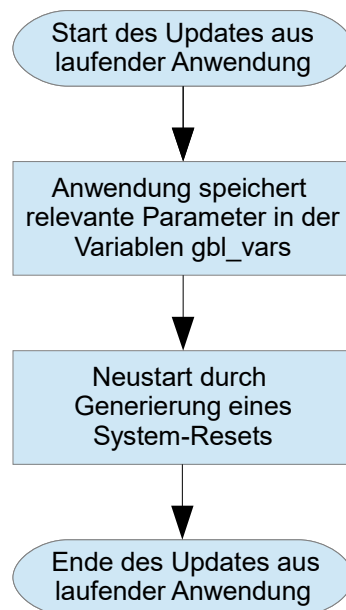 Start des Updates aus
laufender Anwendung
Anwendung speichert
relevante Parameter in der
Variablen gbl_vars
Neustart durch
Generierung eines
System-Resets
Ende des Updates aus
laufender Anwendung